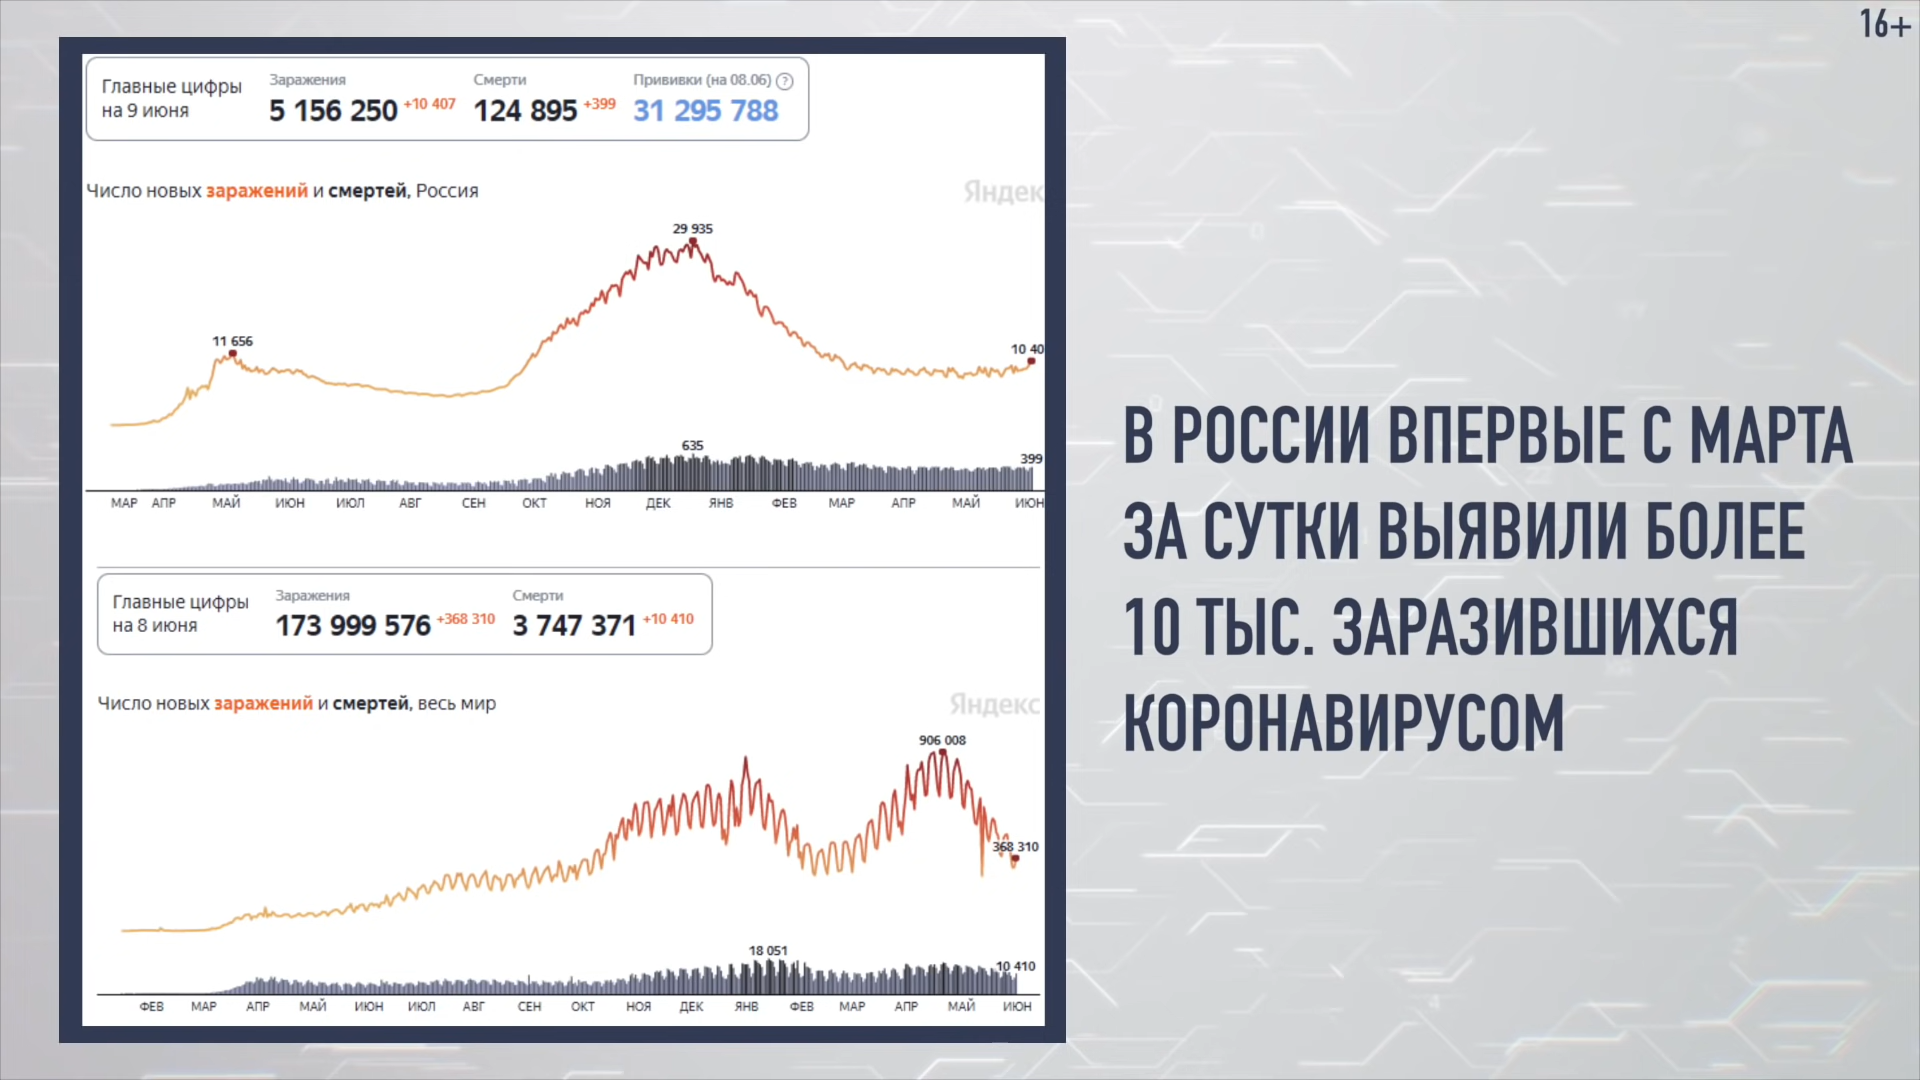 16+
Главные цифры
на 9 июня
Заражения
5 156 250 +10 407
Смерти
124 895 +399
Прививки (на 08.06) ?
31 295 788
Число новых заражений и смертей, Россия
Яндек
29 935
11 656
10 40
635
399
МАР АПР МАЙ ИЮН ИЮЛ АВГ СЕН ОКТ НОЯ ДЕК ЯНВ ФЕВ МАР АПР МАЙ ИЮН
Главные цифры
на 8 июня
Заражения
173 999 576 +368 310
Смерти
3 747 371 +10 410
Число новых заражений и смертей, весь мир
Яндекс
906 008
368 310
18 051
10 410
ФЕВ МАР АПР МАЙ ИЮН ИЮЛ АВГ СЕН ОКТ НОЯ ДЕК ЯНВ ФЕВ МАР АПР МАЙ ИЮН
В РОССИИ ВПЕРВЫЕ С МАРТА
ЗА СУТКИ ВЫЯВИЛИ БОЛЕЕ
10 ТЫС. ЗАРАЗИВШИХСЯ
КОРОНАВИРУСОМ